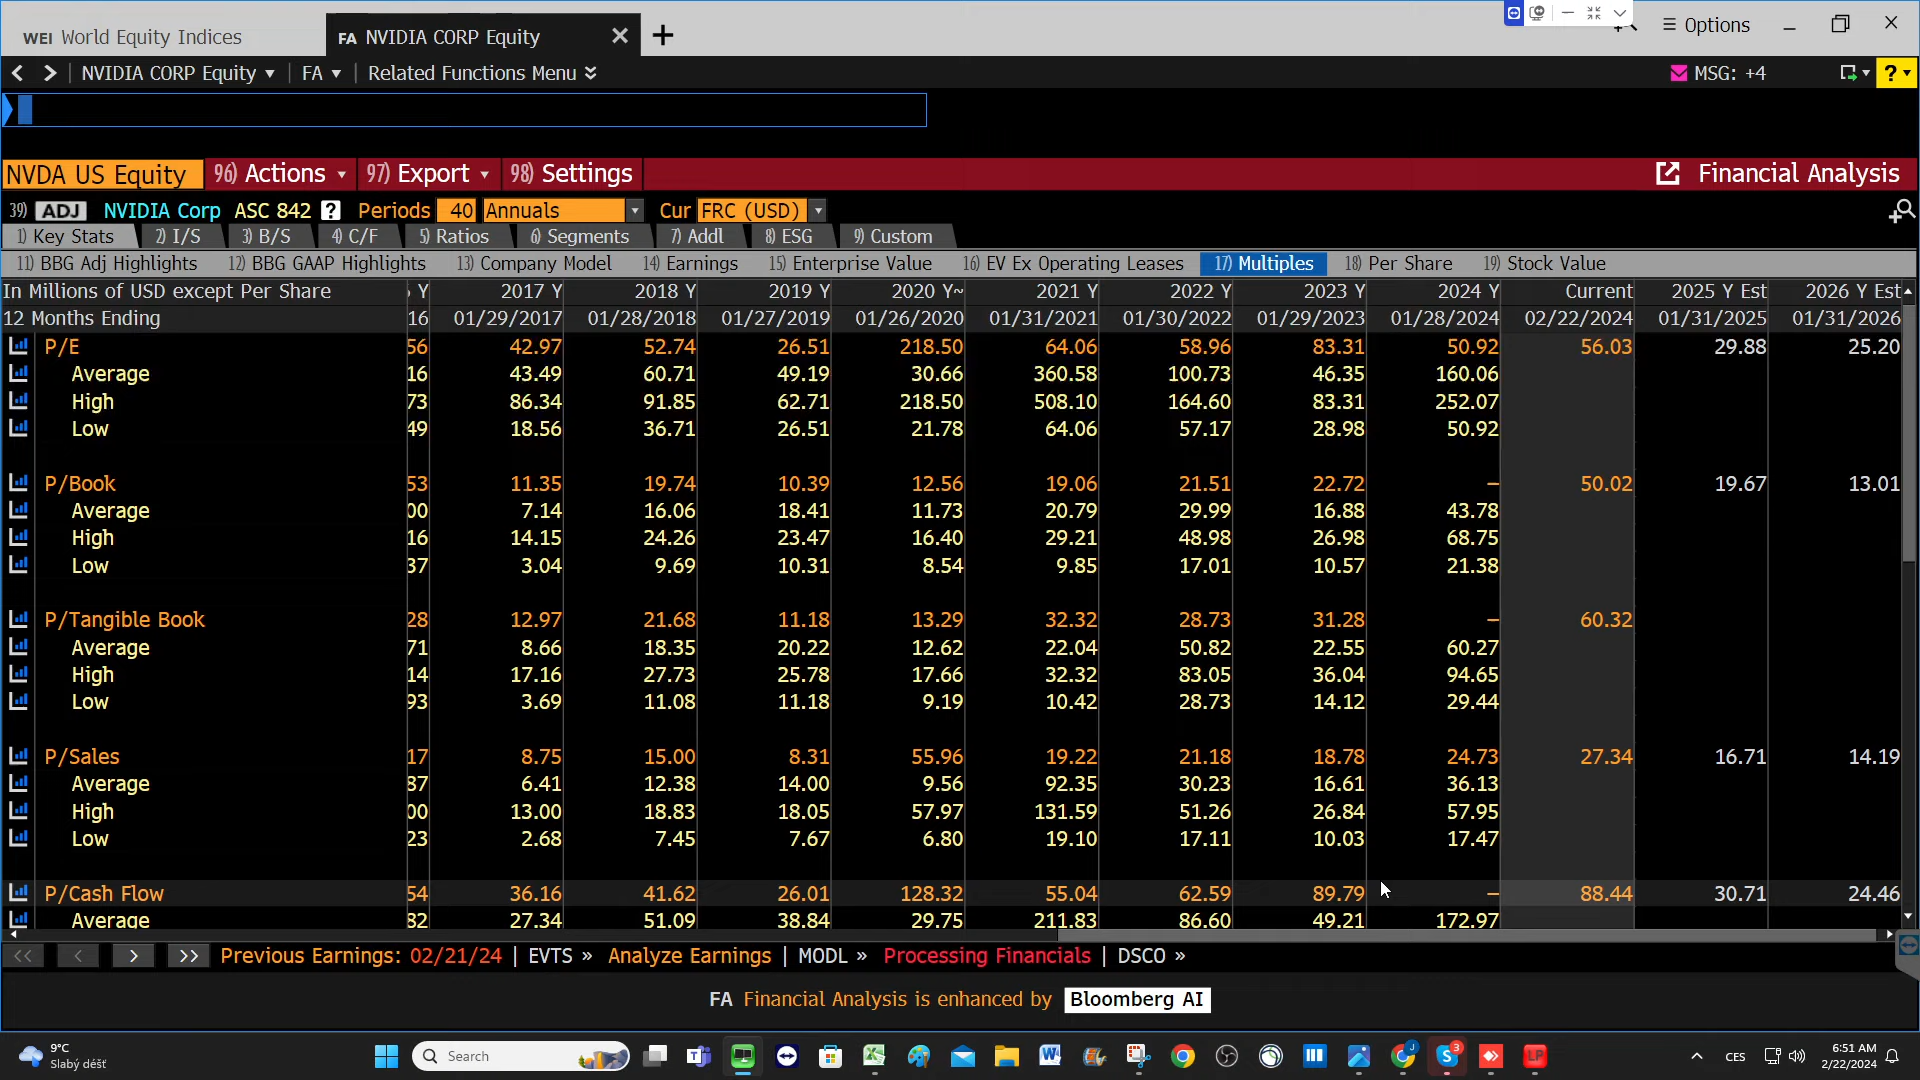 WEI World Equity Indices FA NVIDIA CORP Equity
Options
NVIDIA CORP Equity FA Related Functions Menu MSG: +4 ?
NVDA US Equity 96) Actions 97) Export 98) Settings Financial Analysis
39) ADJ NVIDIA Corp ASC 842 ? Periods 40 Annuals Cur FRC (USD)
1) Key Stats 2) I/S 3) B/S 4) C/F 5) Ratios 6) Segments 7) Addl 8) ESG 9) Custom
11) BBG Adj Highlights 12) BBG GAAP Highlights 13) Company Model 14) Earnings 15) Enterprise Value 16) EV Ex Operating Leases 17) Multiples 18) Per Share 19) Stock Value
In Millions of USD except Per Share Y 2017 Y 2018 Y 2019 Y 2020 Y~ 2021 Y 2022 Y 2023 Y 2024 Y Current 2025 Y Est 2026 Y Est
12 Months Ending 16 01/29/2017 01/28/2018 01/27/2019 01/26/2020 01/31/2021 01/30/2022 01/29/2023 01/28/2024 02/22/2024 01/31/2025 01/31/2026
P/E 56 42.97 52.74 26.51 218.50 64.06 58.96 83.31 50.92 56.03 29.88 25.20
Average 16 43.49 60.71 49.19 30.66 360.58 100.73 46.35 160.06
High 73 86.34 91.85 62.71 218.50 508.10 164.60 83.31 252.07
Low 49 18.56 36.71 26.51 21.78 64.06 57.17 28.98 50.92
P/Book 53 11.35 19.74 10.39 12.56 19.06 21.51 22.72 – 50.02 19.67 13.01
Average 00 7.14 16.06 18.41 11.73 20.79 29.99 16.88 43.78
High 16 14.15 24.26 23.47 16.40 29.21 48.98 26.98 68.75
Low 37 3.04 9.69 10.31 8.54 9.85 17.01 10.57 21.38
P/Tangible Book 28 12.97 21.68 11.18 13.29 32.32 28.73 31.28 – 60.32
Average 71 8.66 18.35 20.22 12.62 22.04 50.82 22.55 60.27
High 14 17.16 27.73 25.78 17.66 32.32 83.05 36.04 94.65
Low 93 3.69 11.08 11.18 9.19 10.42 28.73 14.12 29.44
P/Sales 17 8.75 15.00 8.31 55.96 19.22 21.18 18.78 24.73 27.34 16.71 14.19
Average 87 6.41 12.38 14.00 9.56 92.35 30.23 16.61 36.13
High 00 13.00 18.83 18.05 57.97 131.59 51.26 26.84 57.95
Low 23 2.68 7.45 7.67 6.80 19.10 17.11 10.03 17.47
P/Cash Flow 54 36.16 41.62 26.01 128.32 55.04 62.59 89.79 – 88.44 30.71 24.46
Average 82 27.34 51.09 38.84 29.75 211.83 86.60 49.21 172.97
<< < > >> Previous Earnings: 02/21/24 | EVTS » Analyze Earnings | MODL » Processing Financials | DSCO »
FA Financial Analysis is enhanced by Bloomberg AI
9°C
Slabý déšť
Search
CES
6:51 AM
2/22/2024